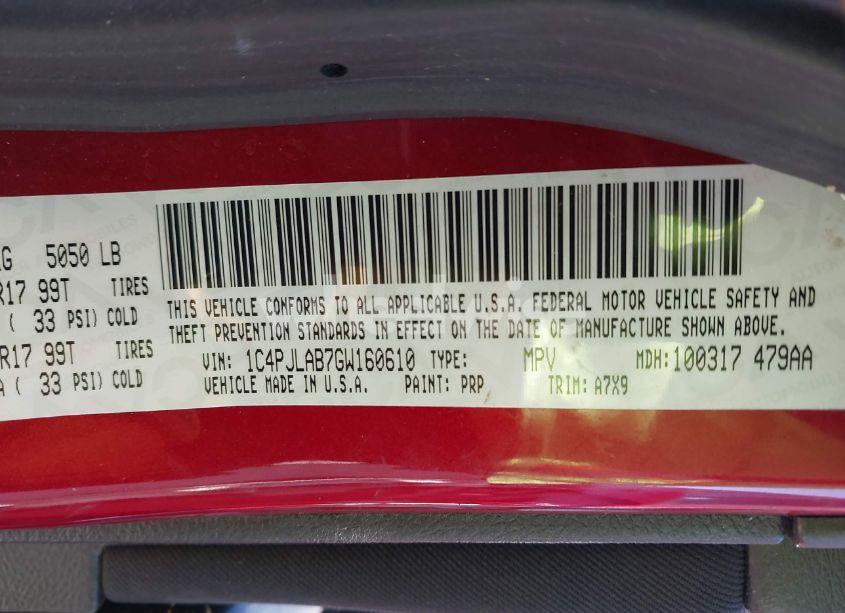 G 5050 LB
R17 99T TIRES
( 33 PSI) COLD
R17 99T TIRES
A ( 33 PSI) COLD
THIS VEHICLE CONFORMS TO ALL APPLICABLE U.S.A. FEDERAL MOTOR VEHICLE SAFETY AND
THEFT PREVENTION STANDARDS IN EFFECT ON THE DATE OF MANUFACTURE SHOWN ABOVE.
VIN: 1C4PJLAB7GW160610 TYPE: MPV MDH: 100317 479AA
VEHICLE MADE IN U.S.A. PAINT: PRP TRIM: A7X9